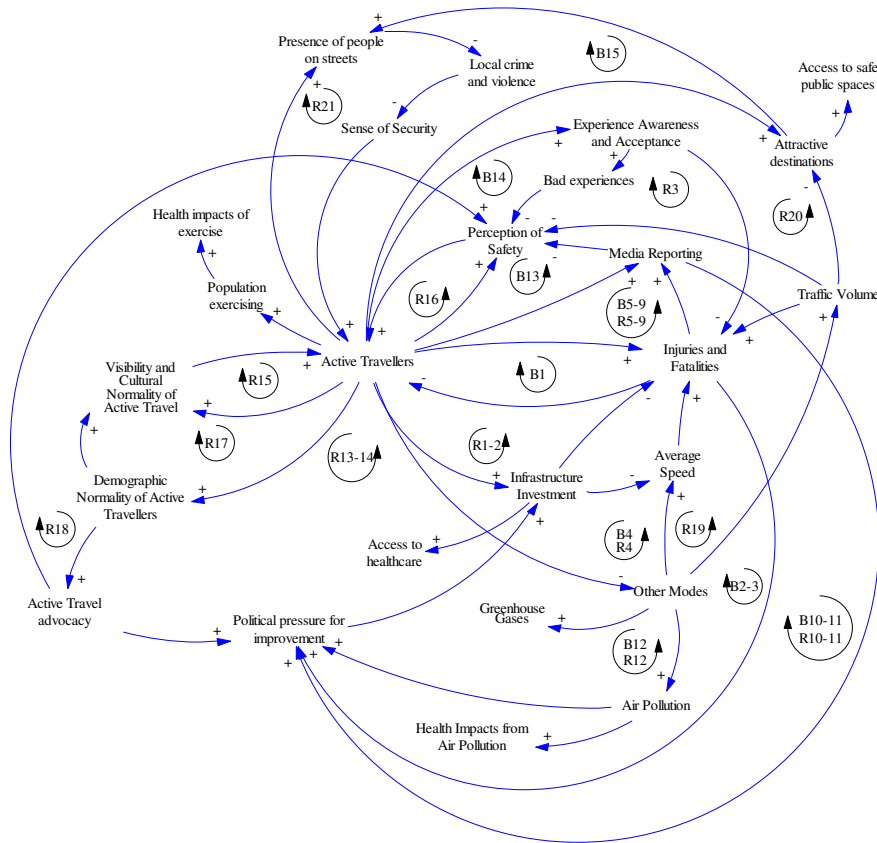 Presence of people
on streets
Local crime
and violence
B15
Access to safe
public spaces
R21
Sense of Security
Experience Awareness
and Acceptance
Attractive
destinations
B14
Bad experiences
R3
Health impacts of
exercise
Perception of
Safety
R20
B13
Media Reporting
Population
exercising
R16
B5-9
R5-9
Traffic Volume
Visibility and
Cultural
Normality of
Active Travel
R15
Active Travellers
Injuries and
Fatalities
B1
R17
R13-14
R1-2
Average
Speed
Demographic
Normality of Active
Travellers
Infrastructure
Investment
R18
Access to
healthcare
B4
R4
R19
Active Travel
advocacy
Other Modes
B2-3
Greenhouse
Gases
Political pressure for
improvement
B12
R12
B10-11
R10-11
Air Pollution
Health Impacts from
Air Pollution